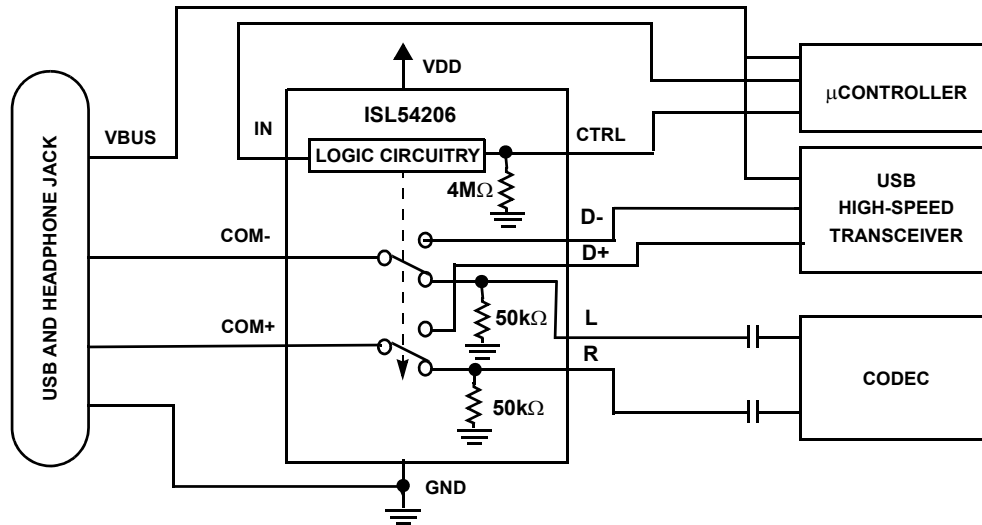 VDD
ISL54206
IN
LOGIC CIRCUITRY
CTRL
4MΩ
VBUS
USB AND HEADPHONE JACK
COM-
COM+
D-
D+
50kΩ
L
R
50kΩ
GND
μCONTROLLER
USB
HIGH-SPEED
TRANSCEIVER
CODEC